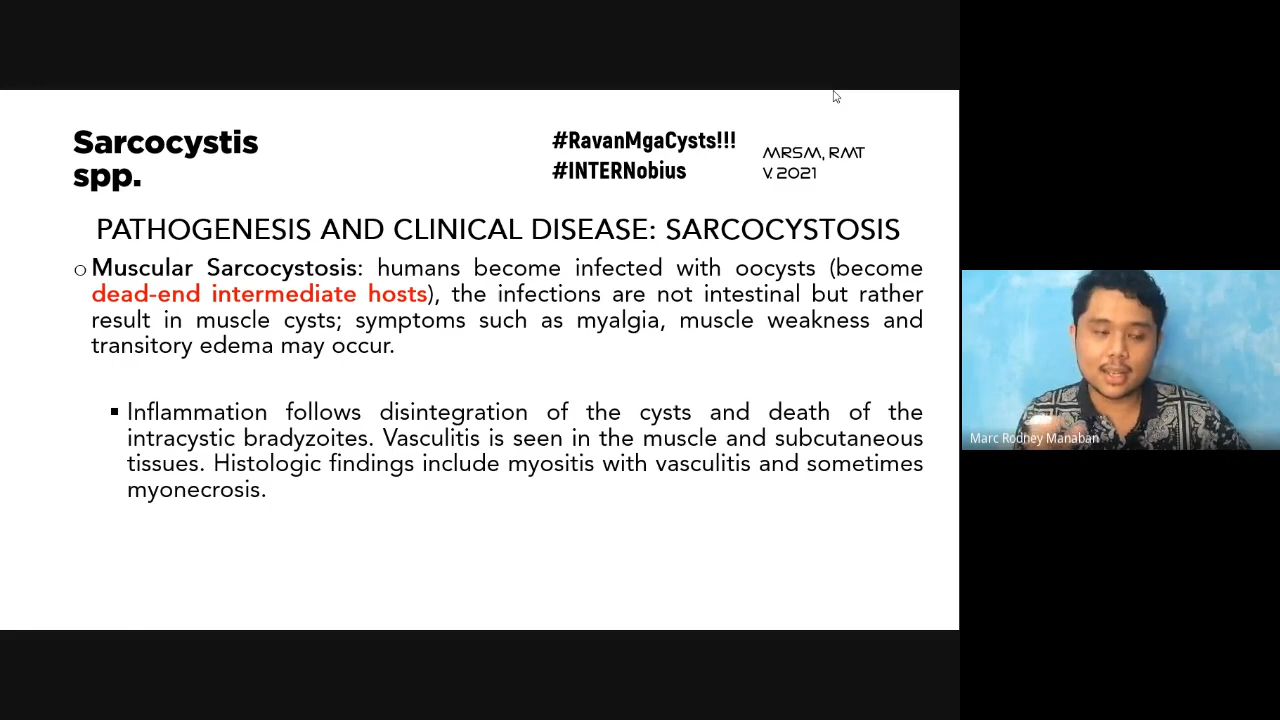 Sarcocystis
spp.
#RavanMgaCysts!!!
#INTERNobius
MRSM, RMT
V. 2021
PATHOGENESIS AND CLINICAL DISEASE: SARCOCYSTOSIS
○ Muscular Sarcocystosis: humans become infected with oocysts (become
dead-end intermediate hosts), the infections are not intestinal but rather
result in muscle cysts; symptoms such as myalgia, muscle weakness and
transitory edema may occur.
▪ Inflammation follows disintegration of the cysts and death of the
intracystic bradyzoites. Vasculitis is seen in the muscle and subcutaneous
tissues. Histologic findings include myositis with vasculitis and sometimes
myonecrosis.
Marc Rodney Manaban